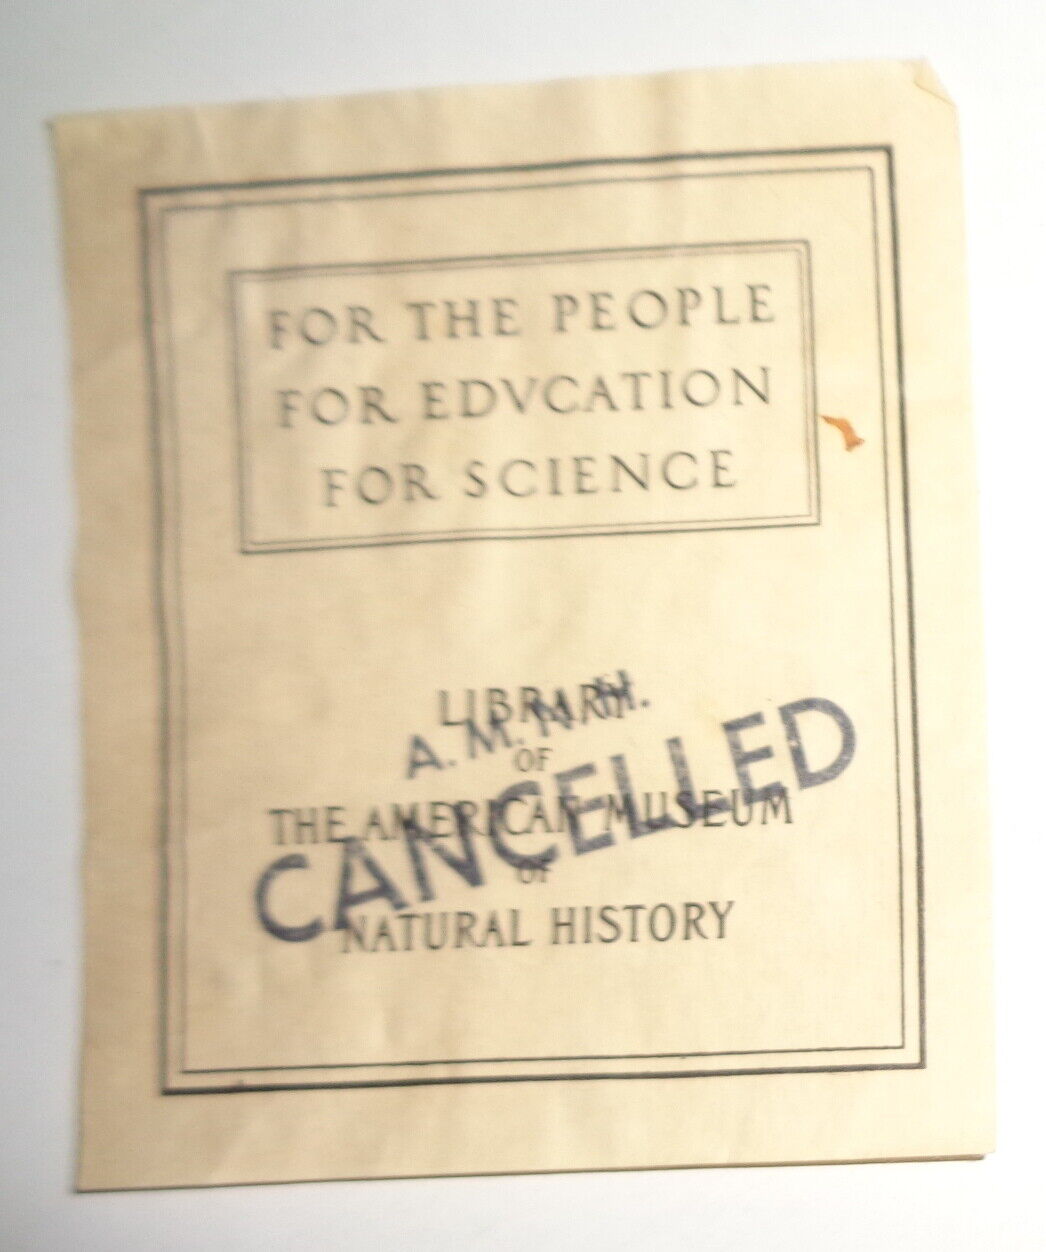 FOR THE PEOPLE
FOR EDVCATION
FOR SCIENCE
LIBRARY
A. M. N. H.
OF
THE AMERICAN MUSEUM
CANCELLED
OF
NATURAL HISTORY